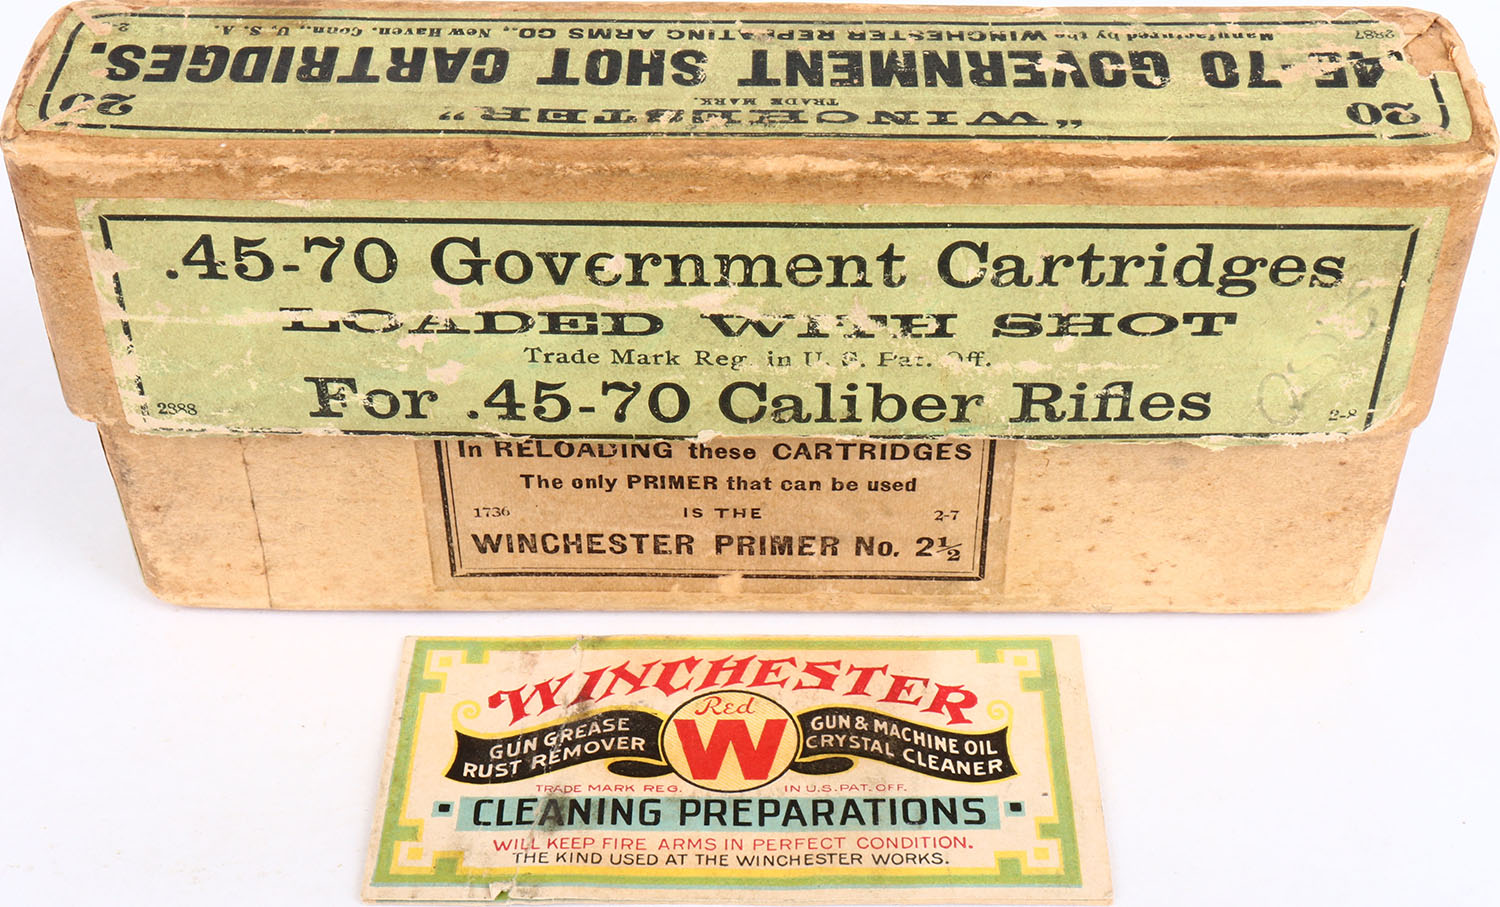 "WINCHESTER"
TRADE MARK.
20 20
.45-70 GOVERNMENT SHOT CARTRIDGES.
2887 Manufactured by the WINCHESTER REPEATING ARMS CO., New Haven, Conn., U. S. A.
.45-70 Government Cartridges
LOADED WITH SHOT
Trade Mark Reg. in U. S. Pat. Off.
For .45-70 Caliber Rifles
2888 2-8
In RELOADING these CARTRIDGES
The only PRIMER that can be used
1736 IS THE 2-7
WINCHESTER PRIMER No. 2½
WINCHESTER
Red
W
GUN GREASE
RUST REMOVER
GUN & MACHINE OIL
CRYSTAL CLEANER
TRADE MARK REG. IN U.S. PAT. OFF.
CLEANING PREPARATIONS
WILL KEEP FIRE ARMS IN PERFECT CONDITION.
THE KIND USED AT THE WINCHESTER WORKS.